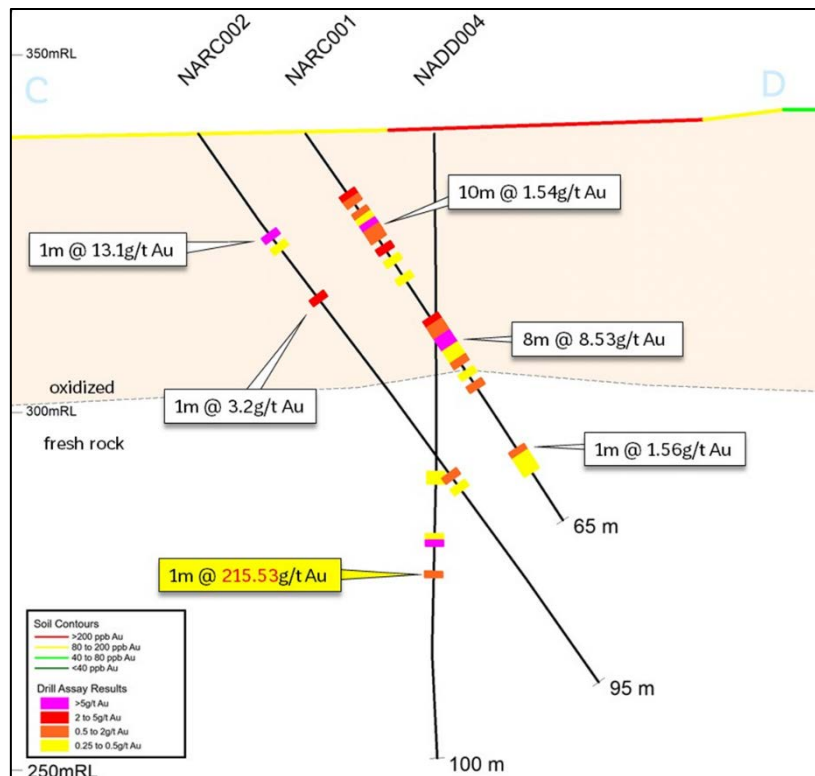 350mRL
NARC002
NARC001
NADD004
C
D
10m @ 1.54g/t Au
1m @ 13.1g/t Au
8m @ 8.53g/t Au
oxidized
1m @ 3.2g/t Au
300mRL
fresh rock
1m @ 1.56g/t Au
65 m
1m @ 215.53g/t Au
Soil Contours
>200 ppb Au
80 to 200 ppb Au
40 to 80 ppb Au
<40 ppb Au
Drill Assay Results
>5g/t Au
2 to 5g/t Au
0.5 to 2g/t Au
0.25 to 0.5g/t Au
95 m
100 m
250mRL